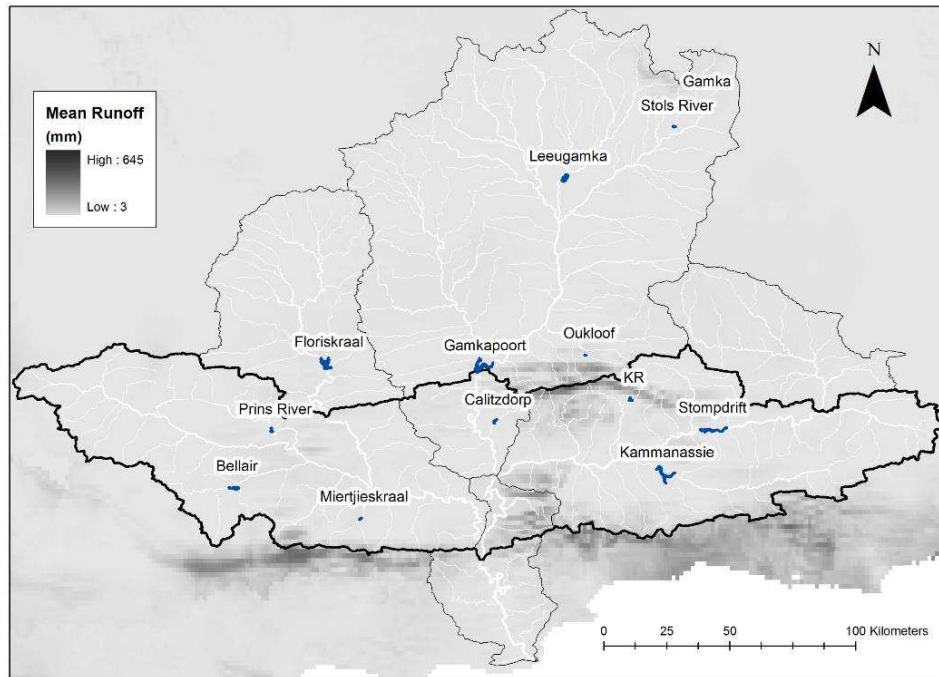 N
Gamka
Stols River
Mean Runoff
(mm)
High : 645
Low : 3
Leeugamka
Floriskraal
Gamkapoort
Oukloof
KR
Prins River
Calitzdorp
Stompdrift
Kammanassie
Bellair
Miertjieskraal
0 25 50 100 Kilometers